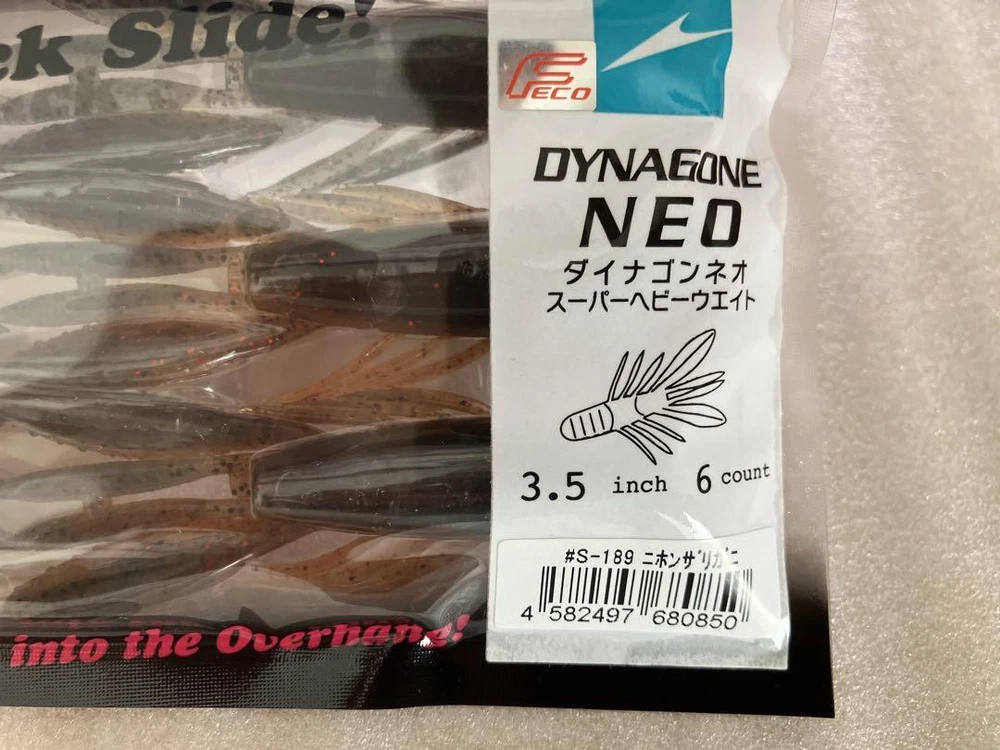 ck Slide!
FECO
DYNAGONE
NEO
ダイナゴンネオ
スーパーヘビーウエイト
3.5 inch 6 count
#S-189 ニホンザリガニ
4 582497 680850
into the Overhang!